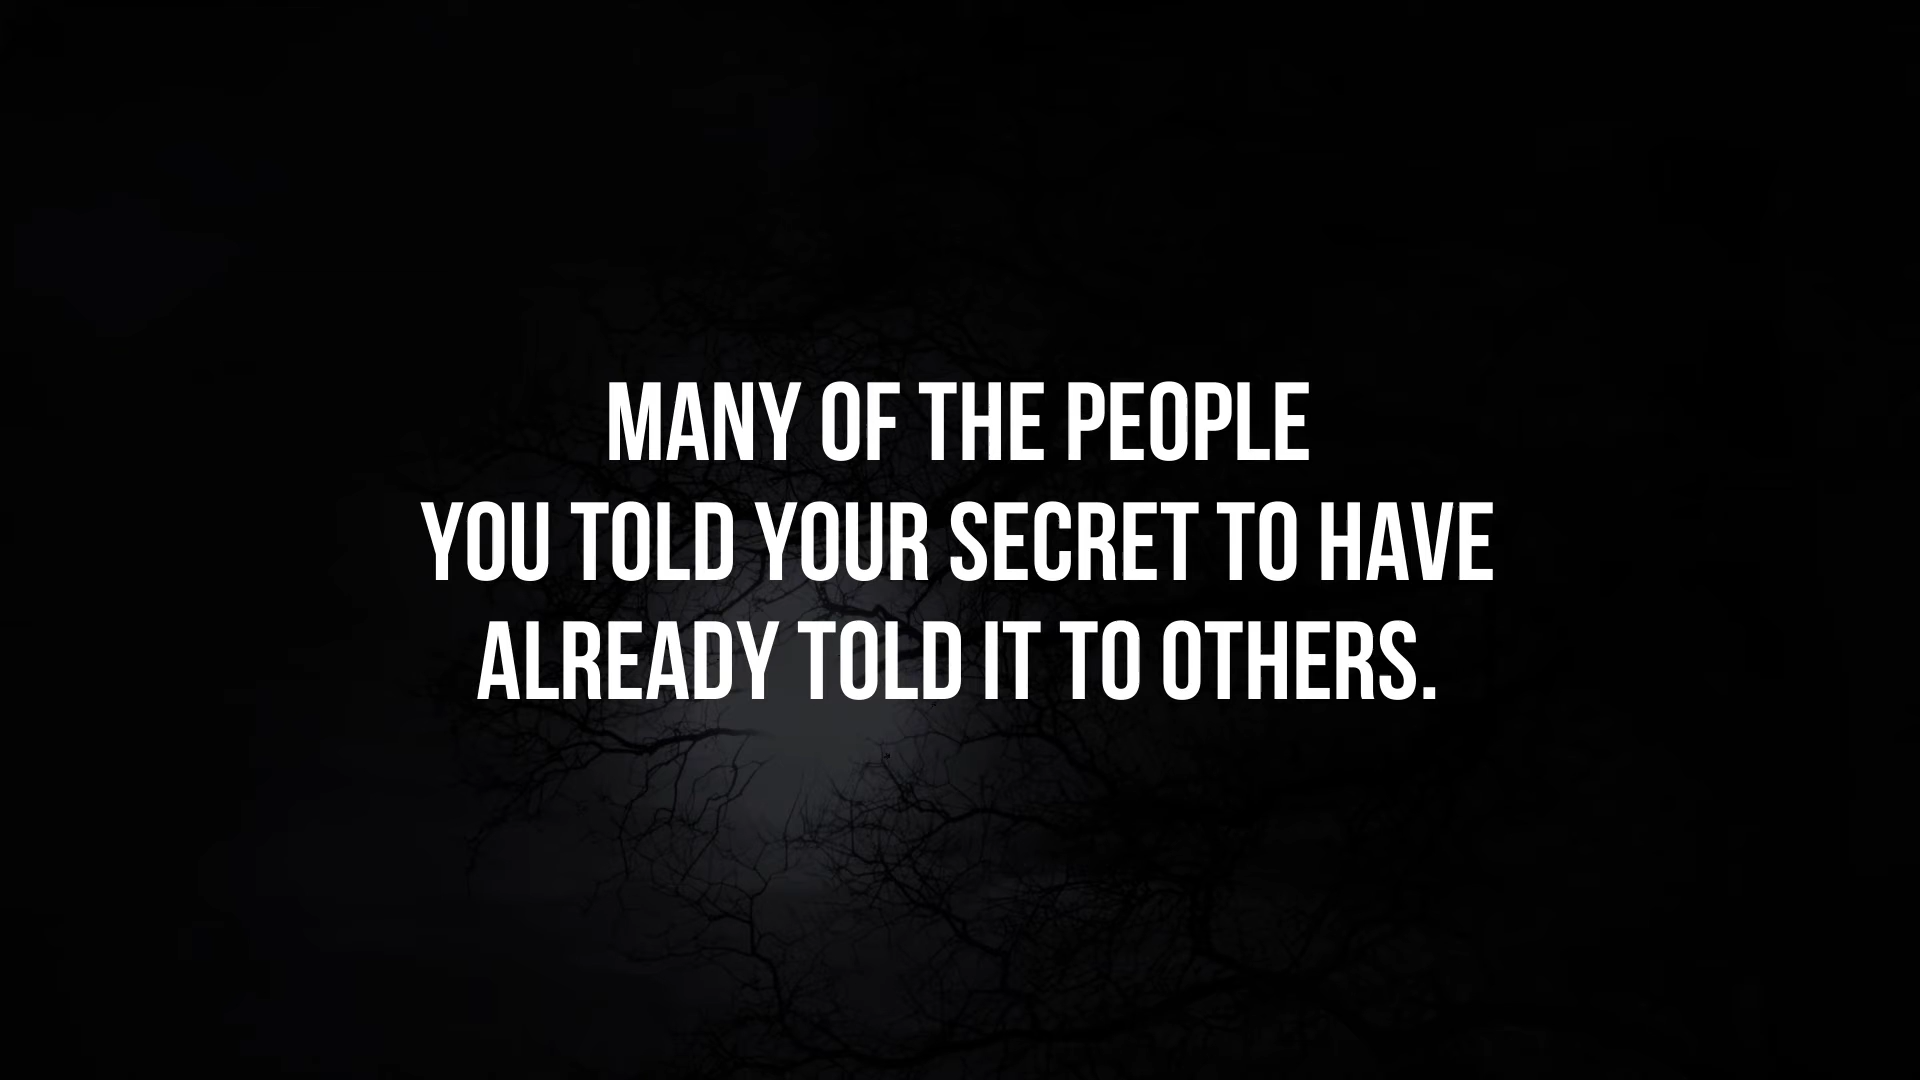 MANY OF THE PEOPLE
YOU TOLD YOUR SECRET TO HAVE
ALREADY TOLD IT TO OTHERS.